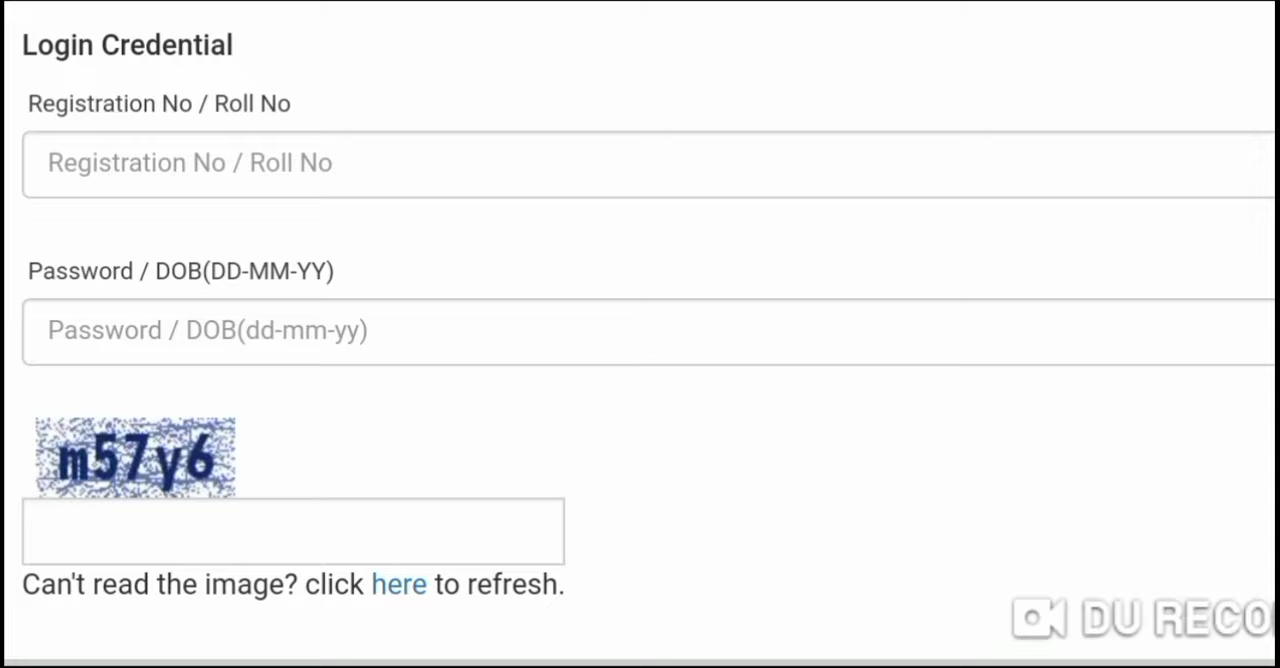 Login Credential
Registration No / Roll No
Registration No / Roll No
Password / DOB(DD-MM-YY)
Password / DOB(dd-mm-yy)
m57y6
Can't read the image? click here to refresh.
DU RECO